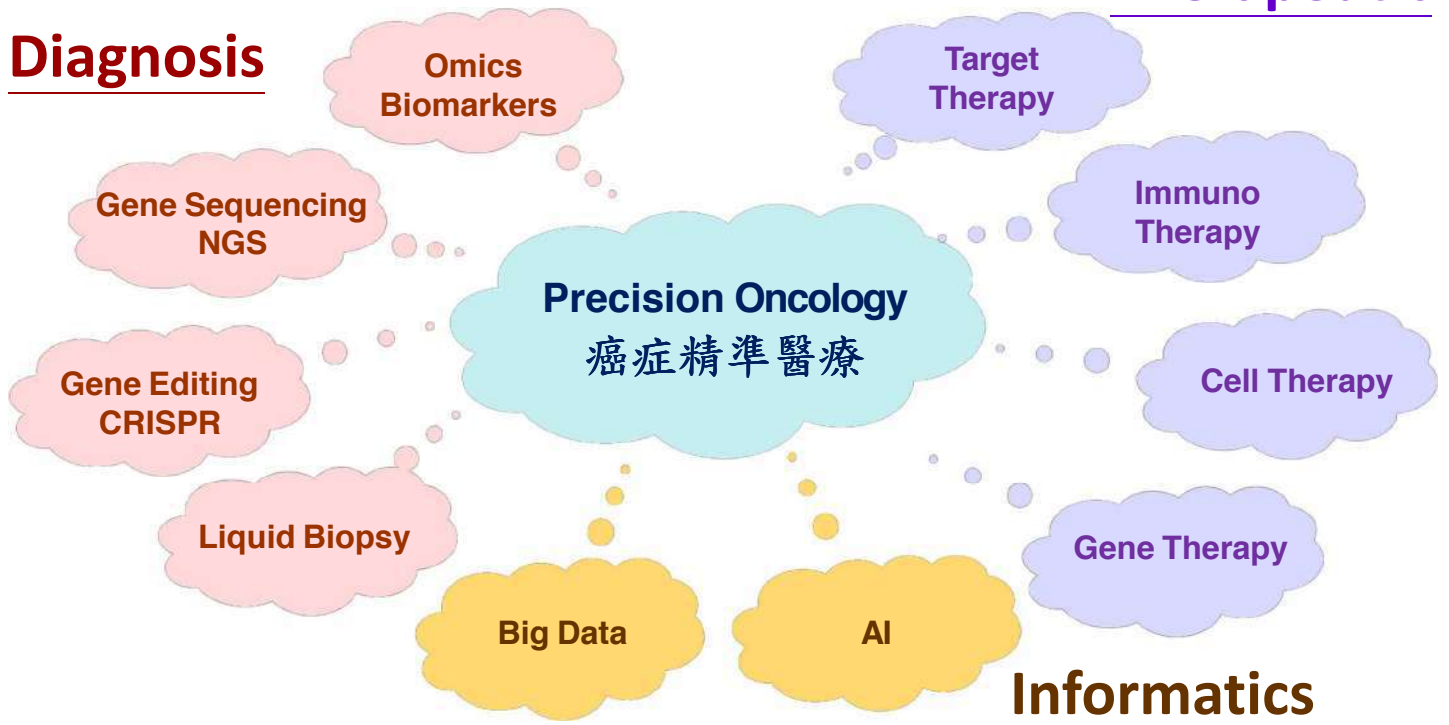 Diagnosis
Omics
Biomarkers
Target
Therapy
Gene Sequencing
NGS
Immuno
Therapy
Precision Oncology
癌症精準醫療
Gene Editing
CRISPR
Cell Therapy
Liquid Biopsy
Gene Therapy
Big Data
AI
Informatics